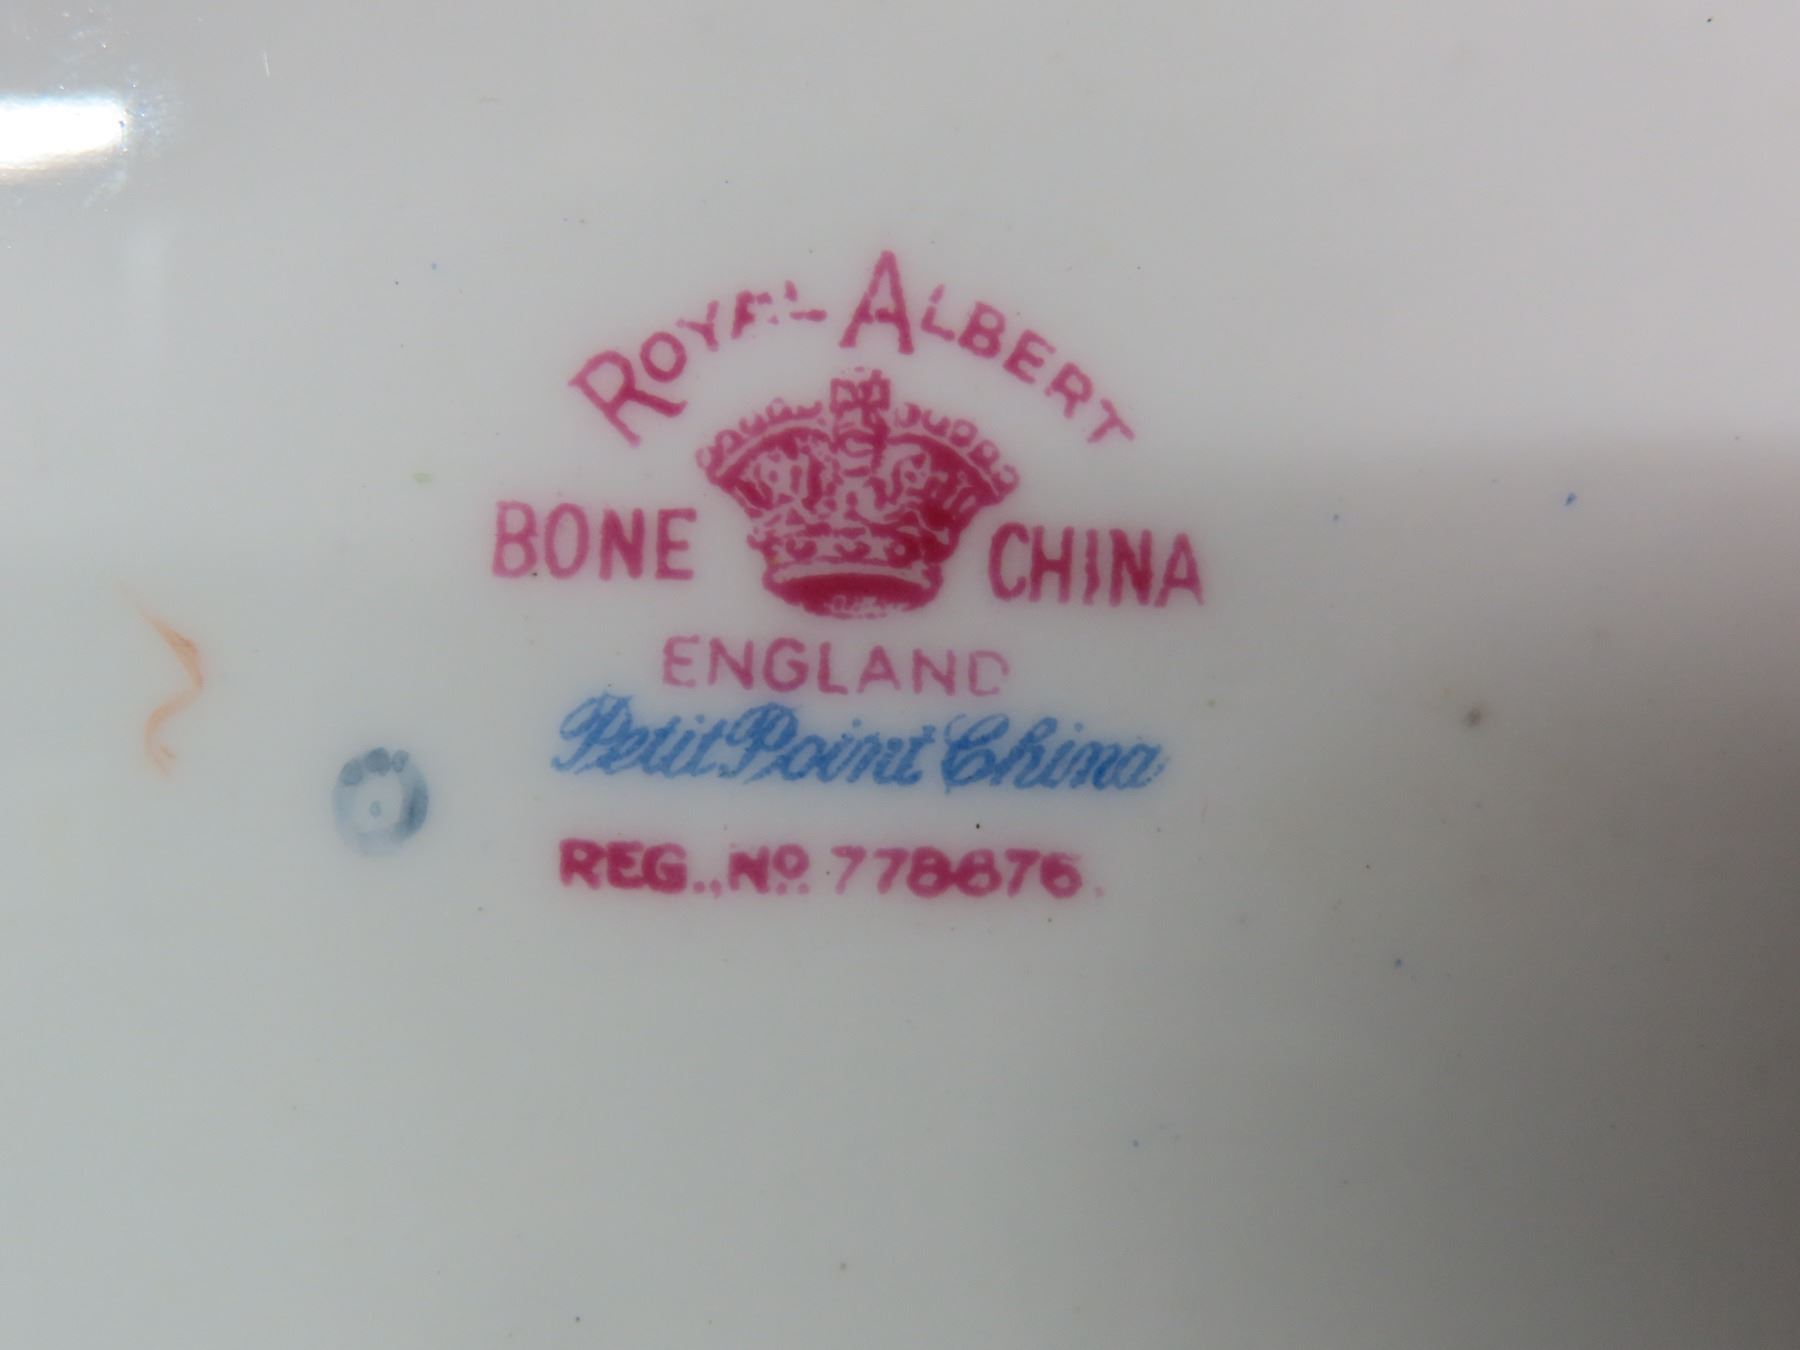 ROYAL ALBERT
BONE CHINA
ENGLAND
Petit Point China
REG., No. 778676.